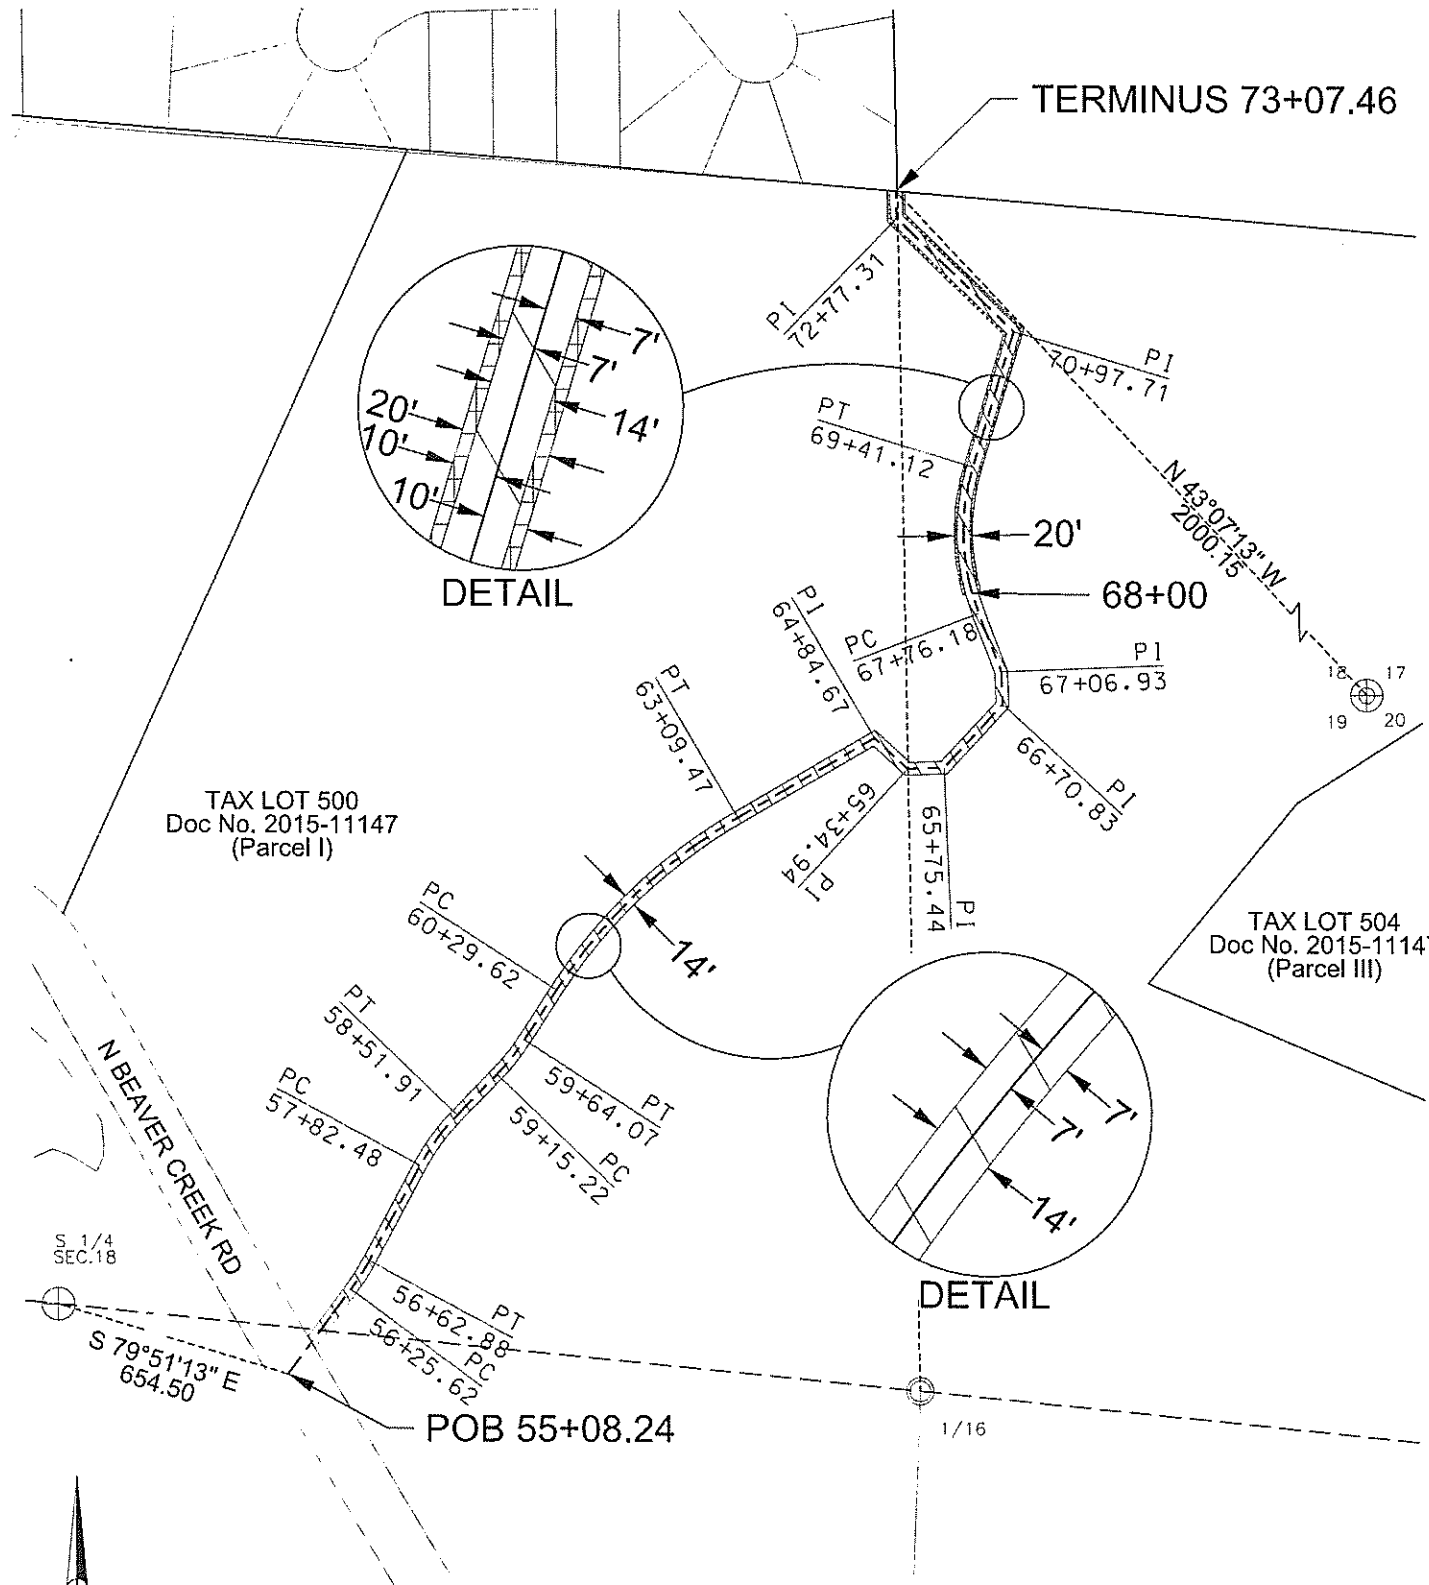 TERMINUS 73+07.46
PI
72+77.31
PI
70+97.71
7'
7'
14'
20'
10'
10'
DETAIL
PT
69+41.12
N 43°07'13" W
2000.15
20'
68+00
PI
64+84.67
PC
67+76.18
PI
67+06.93
18 17
19 20
PT
63+09.47
PI
66+70.83
PI
65+34.94
PI
65+75.44
TAX LOT 500
Doc No. 2015-11147
(Parcel I)
TAX LOT 504
Doc No. 2015-1114
(Parcel III)
PC
60+29.62
14'
PT
58+51.91
PC
57+82.48
PT
59+64.07
PC
59+15.22
7'
7'
14'
DETAIL
N BEAVER CREEK RD
S 1/4
SEC.18
PT
56+62.88
PC
56+25.62
S 79°51'13" E
654.50
POB 55+08.24
1/16